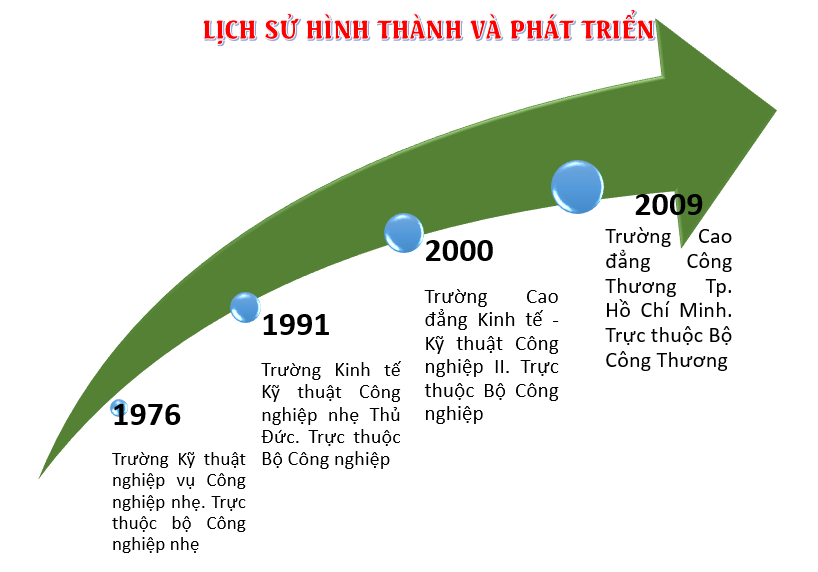 LỊCH SỬ HÌNH THÀNH VÀ PHÁT TRIỂN
1976
Trường Kỹ thuật
nghiệp vụ Công
nghiệp nhẹ. Trực
thuộc bộ Công
nghiệp nhẹ
1991
Trường Kinh tế
Kỹ thuật Công
nghiệp nhẹ Thủ
Đức. Trực thuộc
Bộ Công nghiệp
2000
Trường Cao
đẳng Kinh tế -
Kỹ thuật Công
nghiệp II. Trực
thuộc Bộ Công
nghiệp
2009
Trường Cao
đẳng Công
Thương Tp.
Hồ Chí Minh.
Trực thuộc Bộ
Công Thương